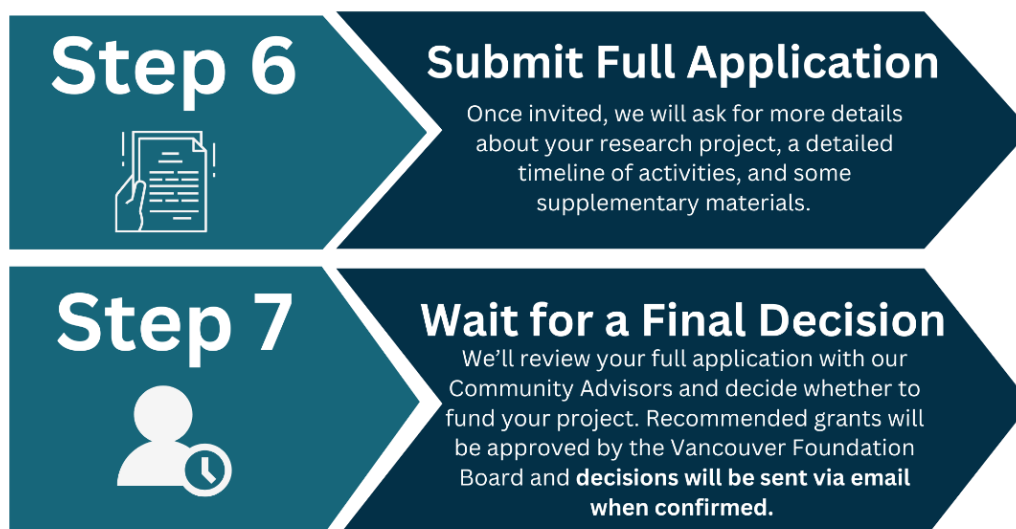 Step 6
Submit Full Application
Once invited, we will ask for more details
about your research project, a detailed
timeline of activities, and some
supplementary materials.
Step 7
Wait for a Final Decision
We’ll review your full application with our
Community Advisors and decide whether to
fund your project. Recommended grants will
be approved by the Vancouver Foundation
Board and decisions will be sent via email
when confirmed.